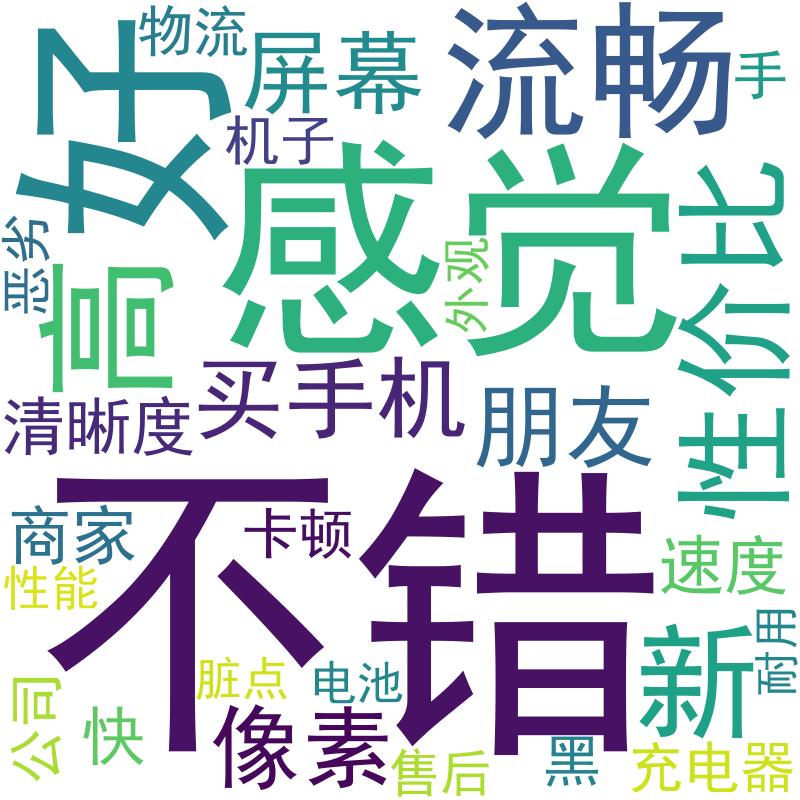 物流
好
屏幕
流畅
手
机子
感觉
性价比
恶劣
高
外观
清晰度
买手机
朋友
不错
商家
卡顿
速度
性能
新
耐用
脏点
电池
公司
快
像素
售后
黑
充电器